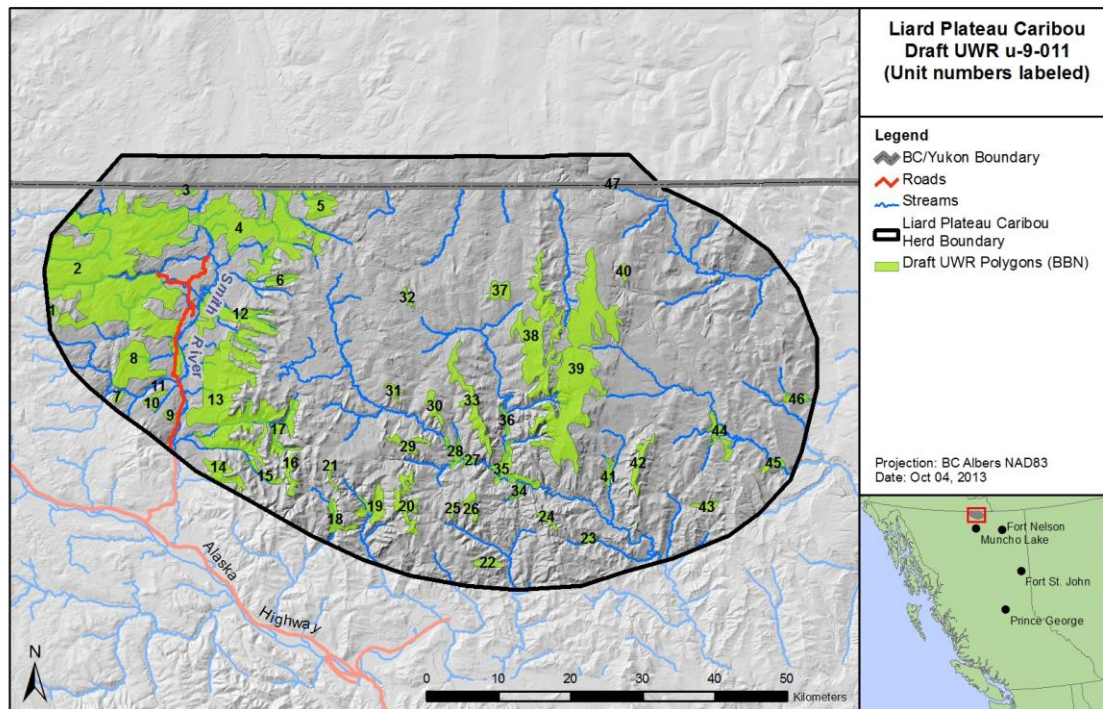 Liard Plateau Caribou
Draft UWR u-9-011
(Unit numbers labeled)
Legend
BC/Yukon Boundary
Roads
Streams
Liard Plateau Caribou
Herd Boundary
Draft UWR Polygons (BBN)
Projection: BC Albers NAD83
Date: Oct 04, 2013
Fort Nelson
Muncho Lake
Fort St. John
Prince George
47
3
5
4
2
6
40
37
32
1
12
Smith
River
38
39
8
11
7
10
9
13
31
30
33
46
36
17
44
29
28
27
42
45
14
15
16
21
35
41
34
18
19
20
25
26
24
43
23
22
Alaska
Highway
N
0
10
20
30
40
50
Kilometers